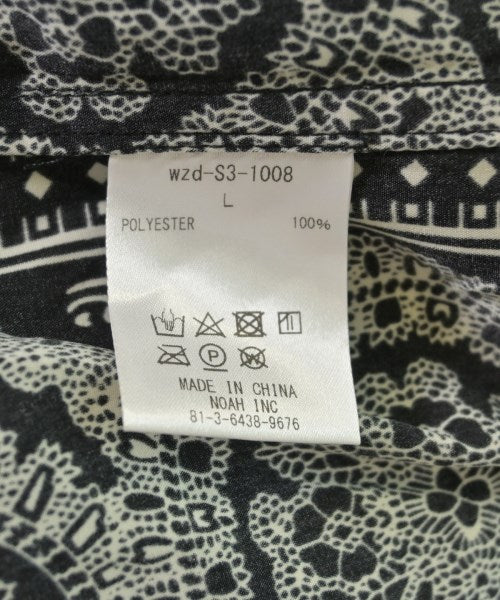 wzd-S3-1008
L
POLYESTER 100%
P W
MADE IN CHINA
NOAH INC
81-3-6438-9676